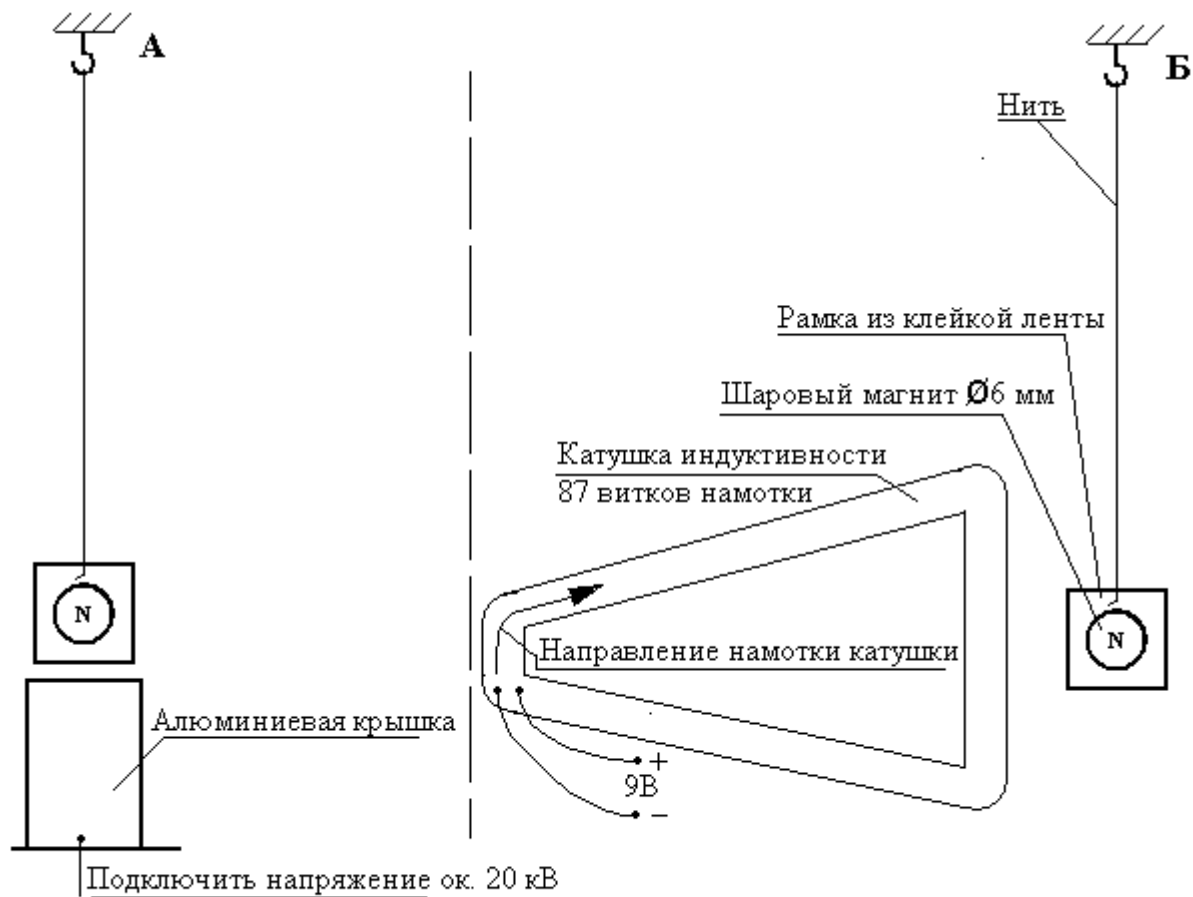 А
Б
Нить
Рамка из клейкой ленты
Шаровый магнит Ø6 мм
Катушка индуктивности
87 витков намотки
N
N
Направление намотки катушки
Алюминиевая крышка
+
9В
−
Подключить напряжение ок. 20 кВ